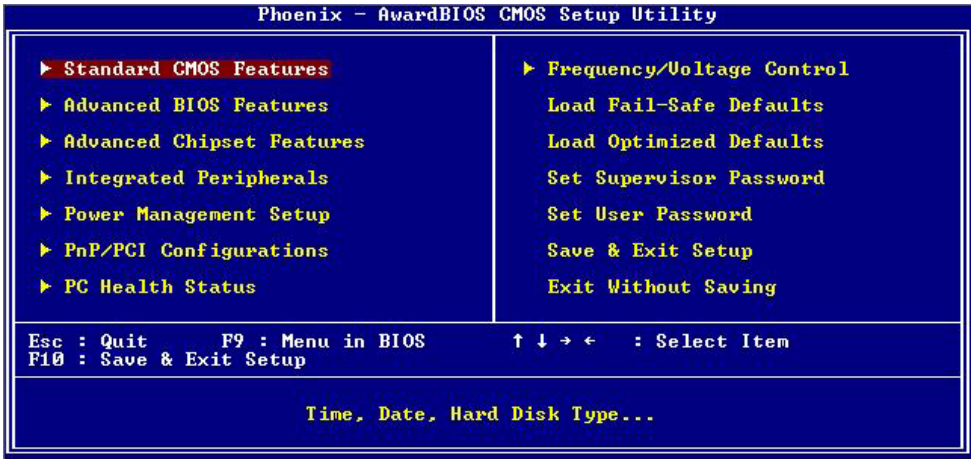 Phoenix - AwardBIOS CMOS Setup Utility
▶ Standard CMOS Features
▶ Advanced BIOS Features
▶ Advanced Chipset Features
▶ Integrated Peripherals
▶ Power Management Setup
▶ PnP/PCI Configurations
▶ PC Health Status
▶ Frequency/Voltage Control
Load Fail-Safe Defaults
Load Optimized Defaults
Set Supervisor Password
Set User Password
Save & Exit Setup
Exit Without Saving
Esc : Quit F9 : Menu in BIOS ↑ ↓ → ← : Select Item
F10 : Save & Exit Setup
Time, Date, Hard Disk Type...